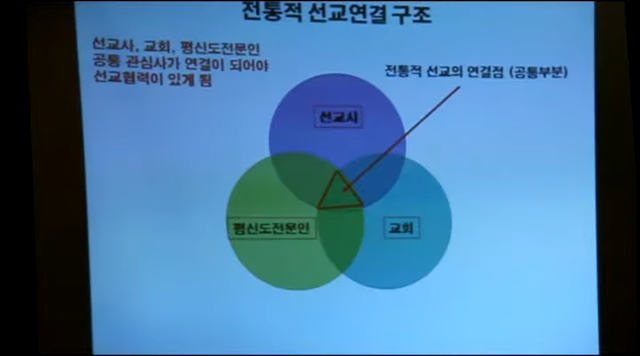 전통적 선교연결 구조
선교사, 교회, 평신도전문인
공통 관심사가 연결이 되어야
선교협력이 있게 됨
전통적 선교의 연결점 (공통부분)
선교사
평신도전문인
교회